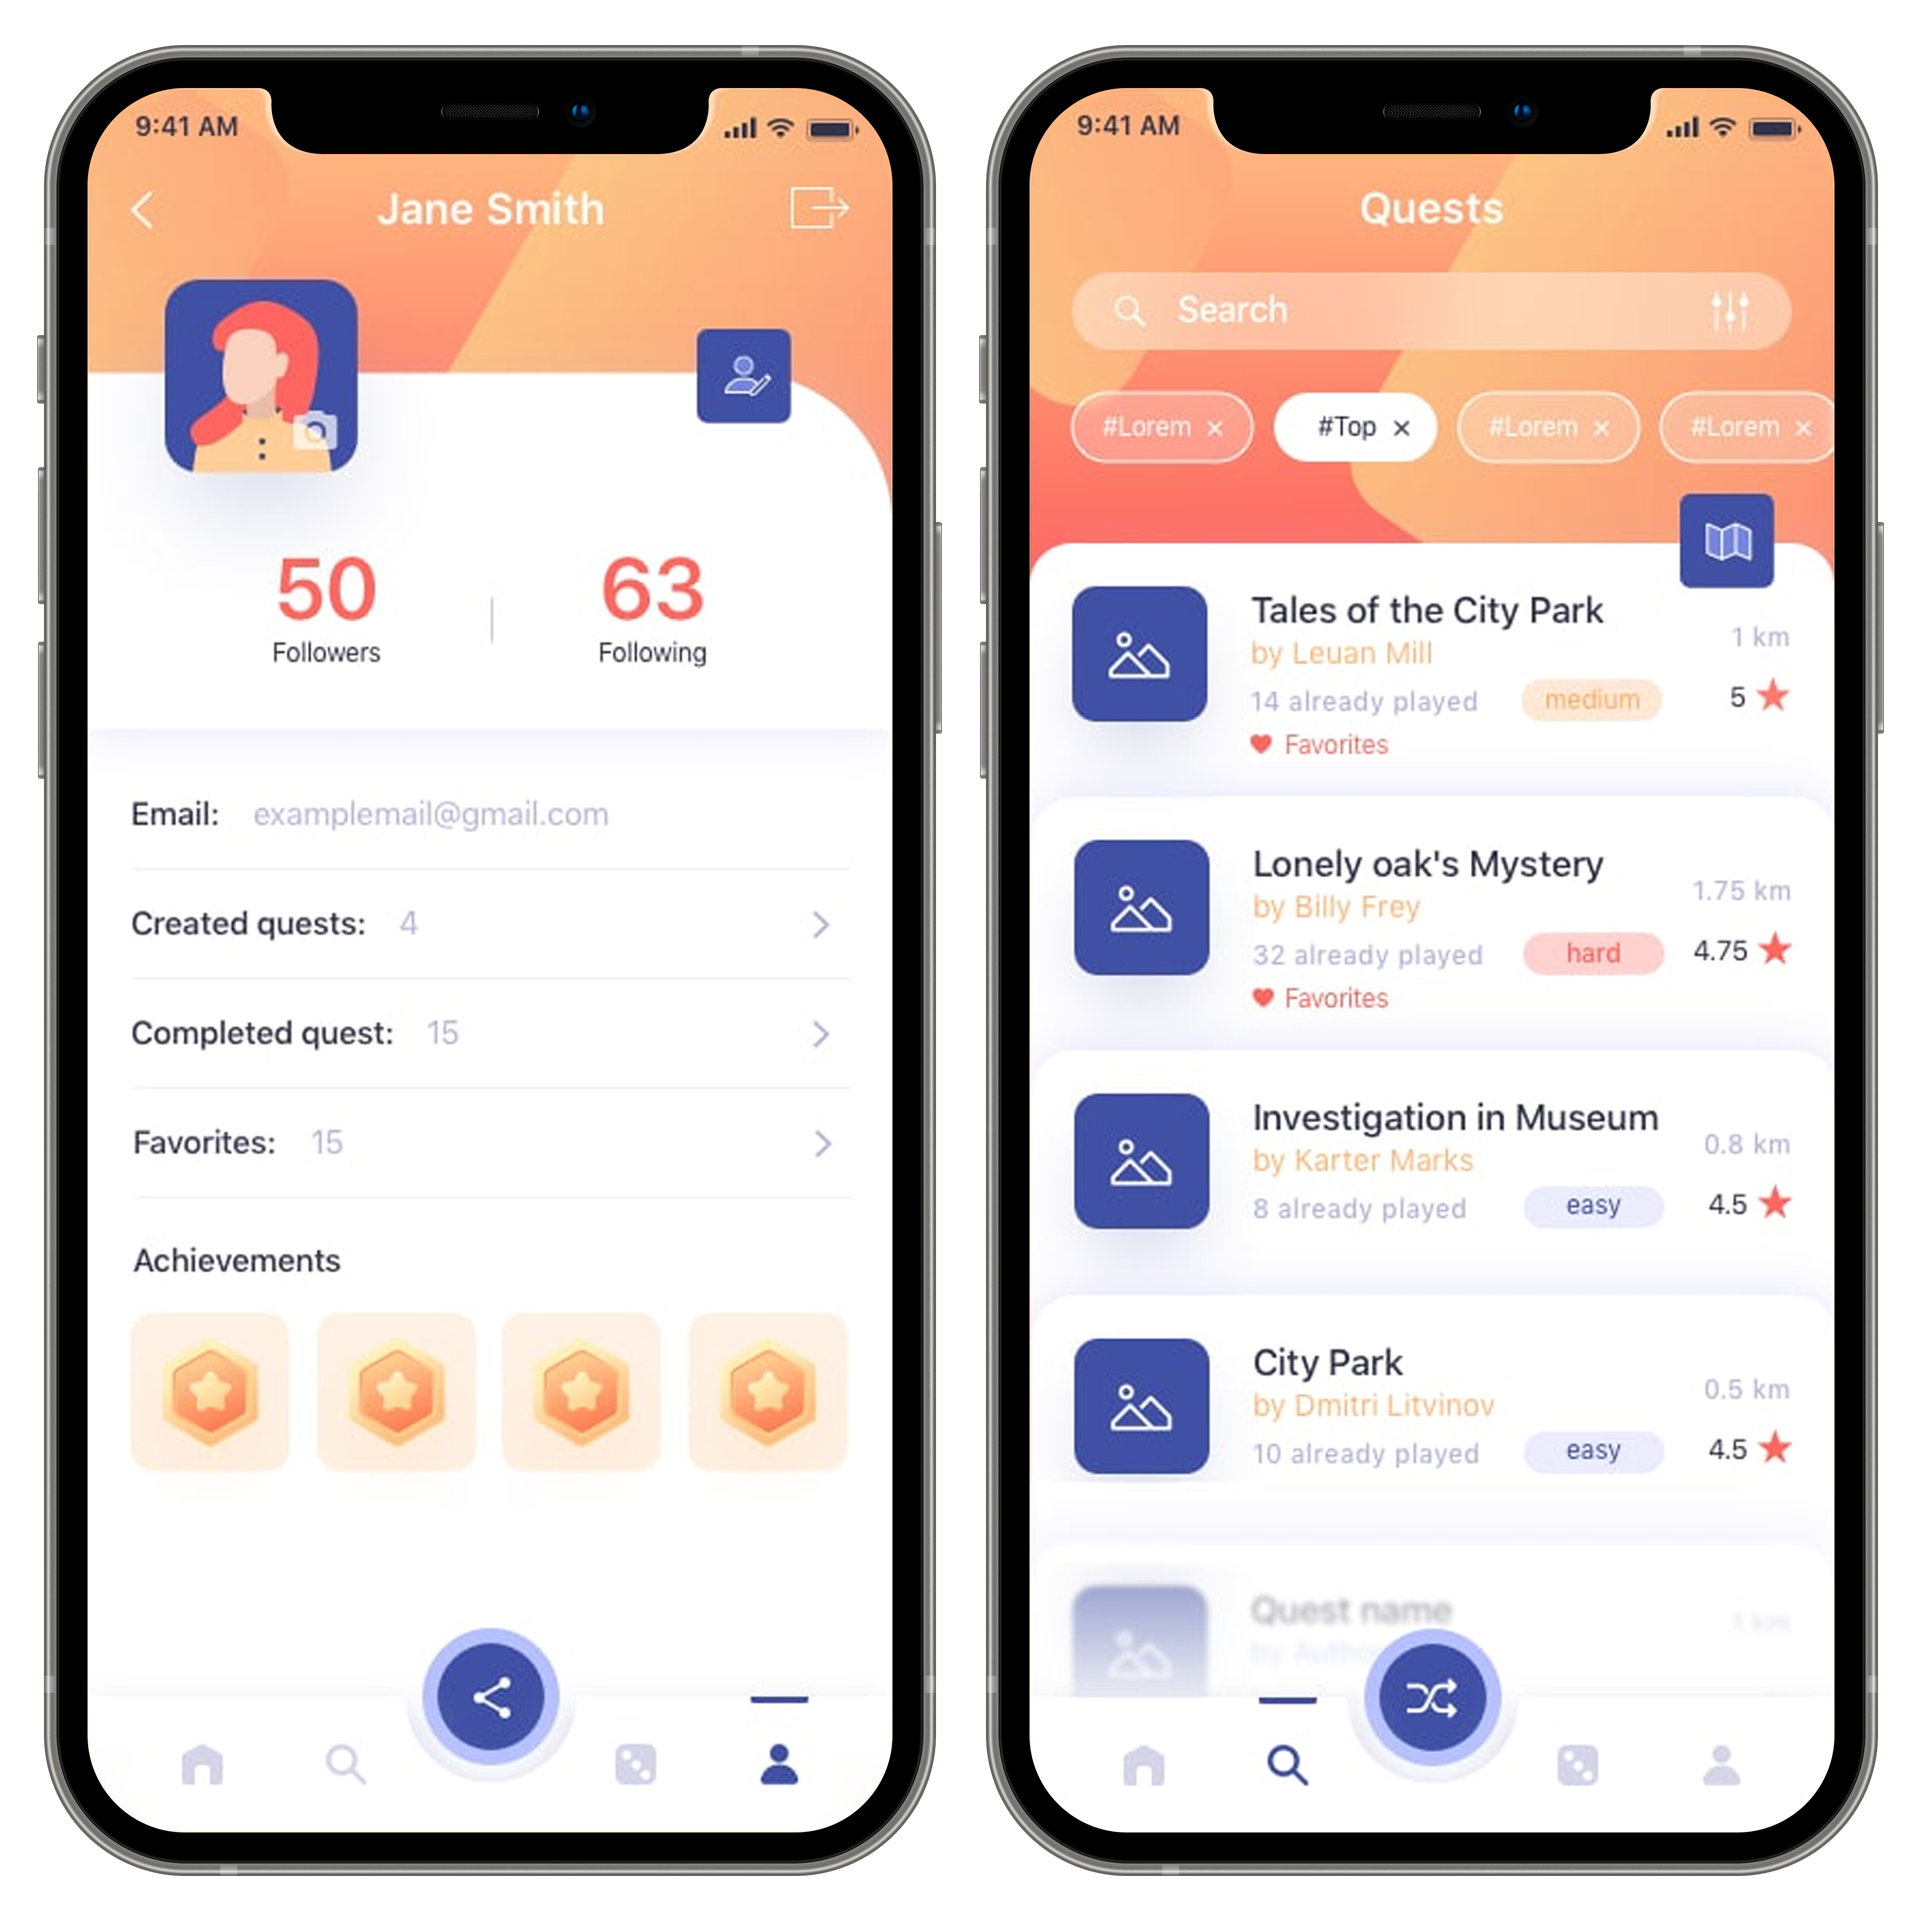 9:41 AM
Jane Smith
50
Followers
63
Following
Email: examplemail@gmail.com
Created quests: 4
Completed quest: 15
Favorites: 15
Achievements
9:41 AM
Quests
Search
#Lorem ×
#Top ×
#Lorem ×
#Lorem ×
Tales of the City Park
1 km
by Leuan Mill
14 already played
medium
5
Favorites
Lonely oak's Mystery
1.75 km
by Billy Frey
32 already played
hard
4.75
Favorites
Investigation in Museum
0.8 km
by Karter Marks
8 already played
easy
4.5
City Park
0.5 km
by Dmitri Litvinov
10 already played
easy
4.5
Quest name
1 km
by